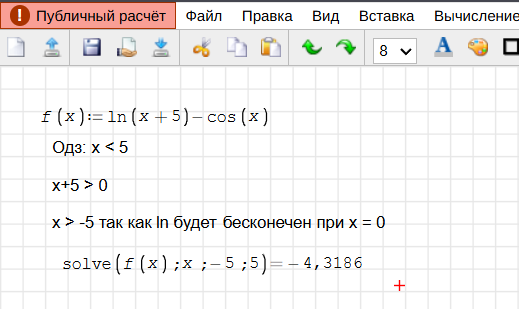 Публичный расчёт Файл Правка Вид Вставка Вычисление
8 A
f(x):=ln(x+5)-cos(x)
Одз: x < 5
x+5 > 0
x > -5 так как ln будет бесконечен при x = 0
solve(f(x);x;-5;5)=-4,3186